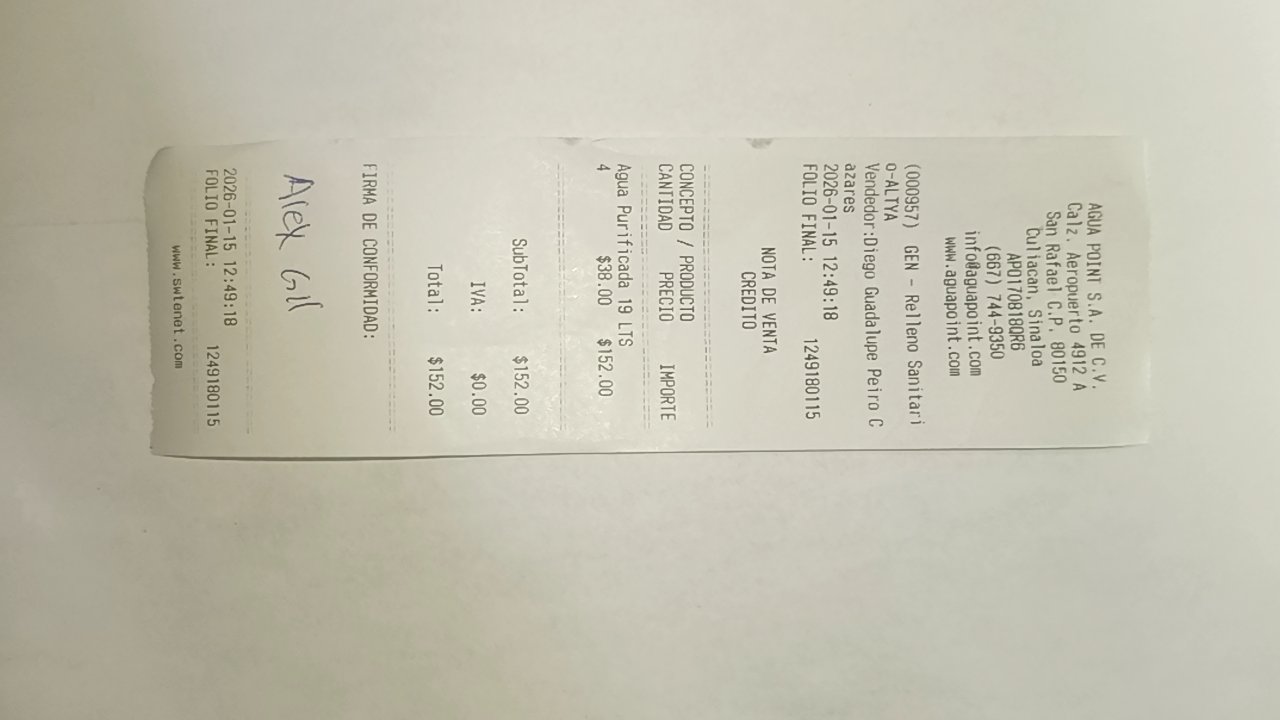 AGUA POINT S.A. DE C.V.
Calz. Aeropuerto 4912 A
San Rafael C.P. 80150
Culiacan, Sinaloa
APO170818QR6
(667) 744-9350
info@aguapoint.com
www.aguapoint.com
(000957) GEN - Relleno Sanitari
o-ALTYA
Vendedor:Diego Guadalupe Peiro C
azares
2026-01-15 12:49:18
FOLIO FINAL: 1249180115
NOTA DE VENTA
CREDITO
CONCEPTO / PRODUCTO
CANTIDAD PRECIO IMPORTE
Agua Purificada 19 LTS
4 $38.00 $152.00
SubTotal: $152.00
IVA: $0.00
Total: $152.00
FIRMA DE CONFORMIDAD:
Alex Gil
2026-01-15 12:49:18
FOLIO FINAL: 1249180115
www.swtenet.com